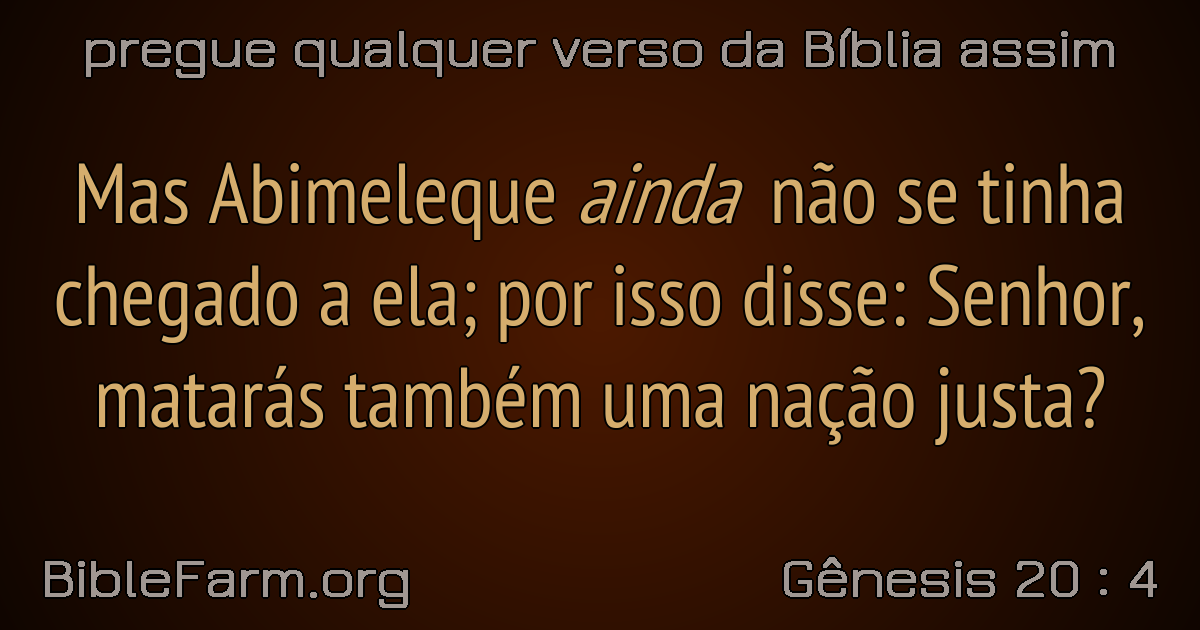 pregue qualquer verso da Bíblia assim
Mas Abimeleque ainda não se tinha
chegado a ela; por isso disse: Senhor,
matarás também uma nação justa?
BibleFarm.org
Gênesis 20 : 4